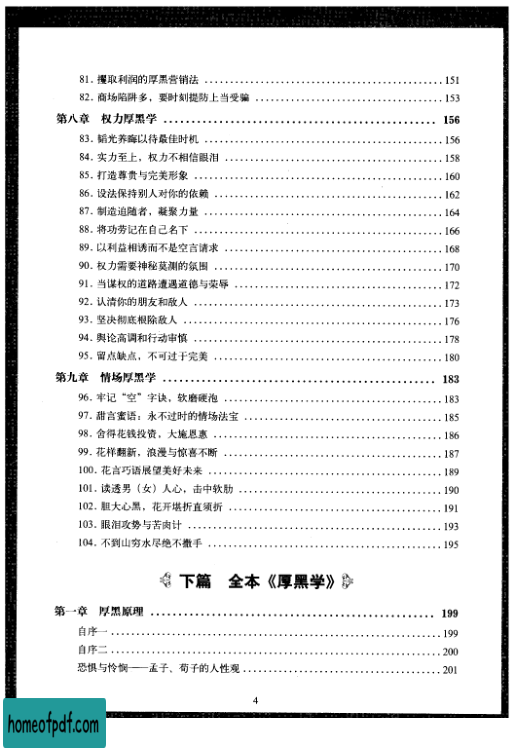 81. 攫取利润的厚黑营销法 ........ 151
82. 商场陷阱多，要时刻提防上当受骗 ........ 153
第八章 权力厚黑学 ........ 156
83. 韬光养晦以待最佳时机 ........ 156
84. 实力至上，权力不相信眼泪 ........ 158
85. 打造尊贵与完美形象 ........ 160
86. 设法保持别人对你的依赖 ........ 162
87. 制造追随者，凝聚力量 ........ 164
88. 将功劳记在自己名下 ........ 166
89. 以利益相诱而不是空言请求 ........ 168
90. 权力需要神秘莫测的氛围 ........ 170
91. 当谋权的道路遭遇道德与荣辱 ........ 172
92. 认清你的朋友和敌人 ........ 173
93. 坚决彻底根除敌人 ........ 176
94. 舆论高调和行动审慎 ........ 178
95. 留点缺点，不可过于完美 ........ 180
第九章 情场厚黑学 ........ 183
96. 牢记“空”字诀，软磨硬泡 ........ 183
97. 甜言蜜语：永不过时的情场法宝 ........ 185
98. 舍得花钱投资，大施恩惠 ........ 186
99. 花样翻新，浪漫与惊喜不断 ........ 187
100. 花言巧语展望美好未来 ........ 189
101. 读透男（女）人心，击中软肋 ........ 190
102. 胆大心黑，花开堪折直须折 ........ 191
103. 眼泪攻势与苦肉计 ........ 193
104. 不到山穷水尽绝不撒手 ........ 195
下篇 全本《厚黑学》
第一章 厚黑原理 ........ 199
自序一 ........ 199
自序二 ........ 200
恐惧与怜悯——孟子、荀子的人性观 ........ 201
4
homeofpdf.com